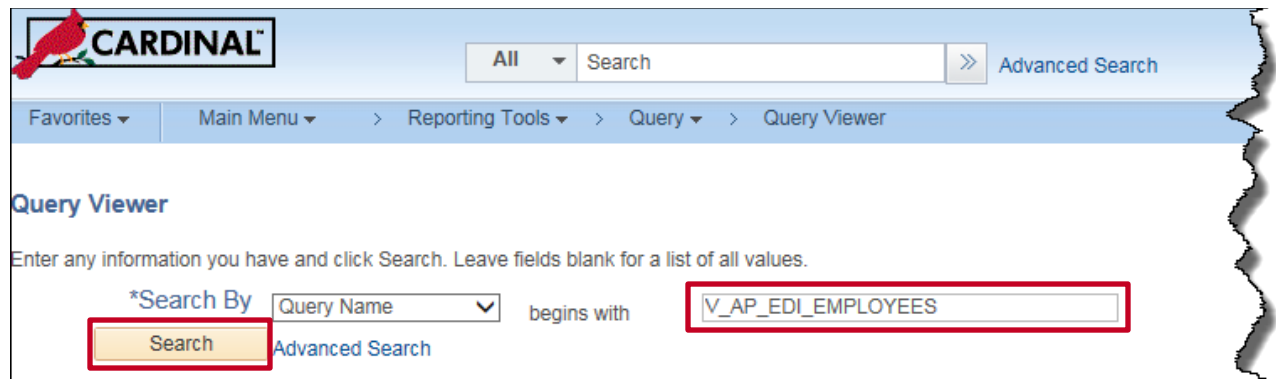 CARDINAL™
All Search Advanced Search
Favorites Main Menu > Reporting Tools > Query > Query Viewer
Query Viewer
Enter any information you have and click Search. Leave fields blank for a list of all values.
*Search By Query Name begins with V_AP_EDI_EMPLOYEES
Search Advanced Search